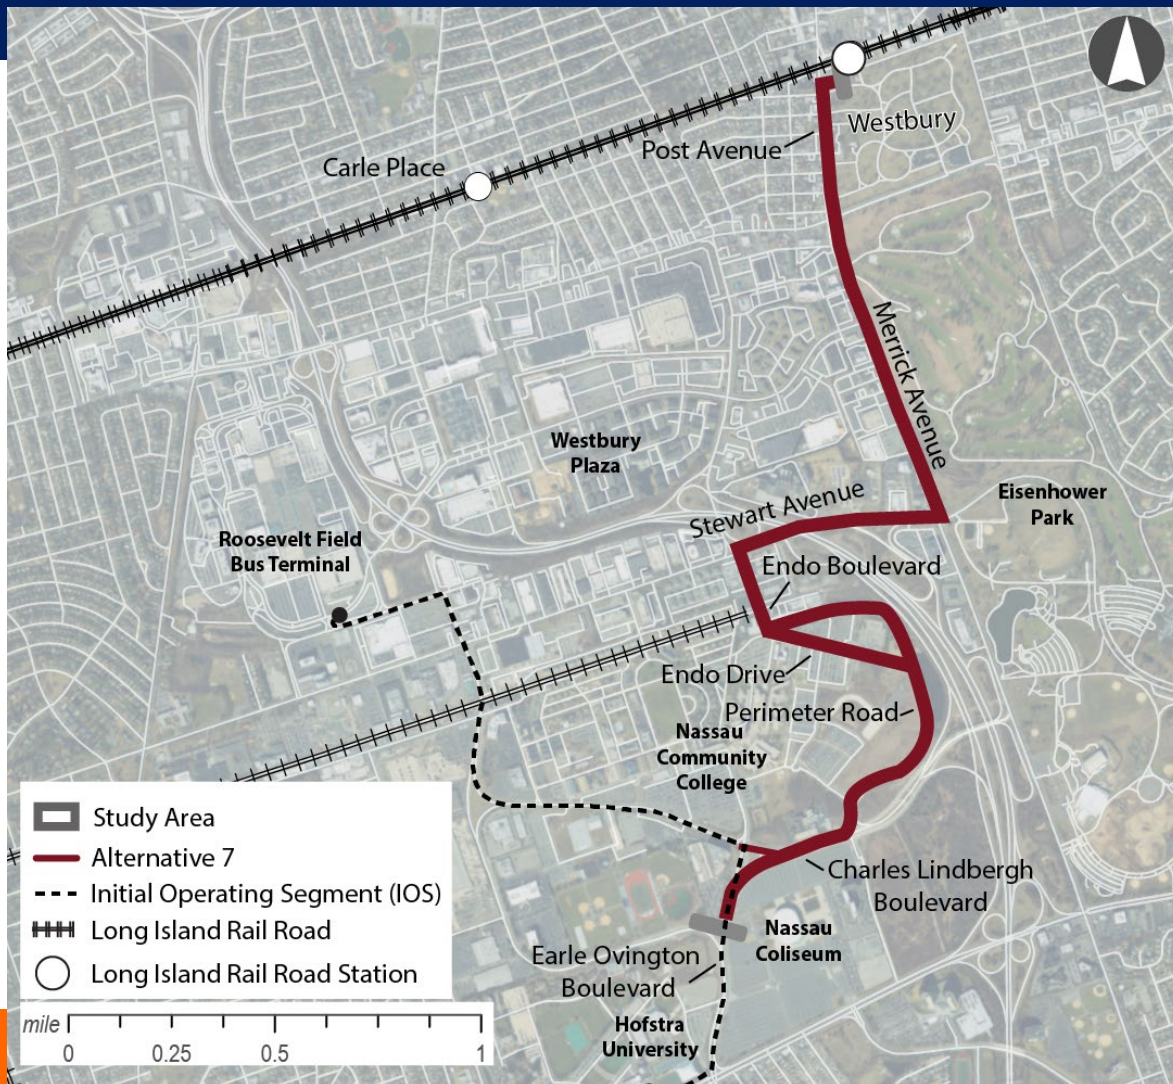 Westbury
Post Avenue
Carle Place
Merrick Avenue
Westbury
Plaza
Stewart Avenue
Eisenhower
Park
Roosevelt Field
Bus Terminal
Endo Boulevard
Endo Drive
Perimeter Road
Nassau
Community
College
Study Area
Alternative 7
Initial Operating Segment (IOS)
Long Island Rail Road
Long Island Rail Road Station
Charles Lindbergh
Boulevard
Nassau
Coliseum
Earle Ovington
Boulevard
Hofstra
University
mile
0 0.25 0.5 1